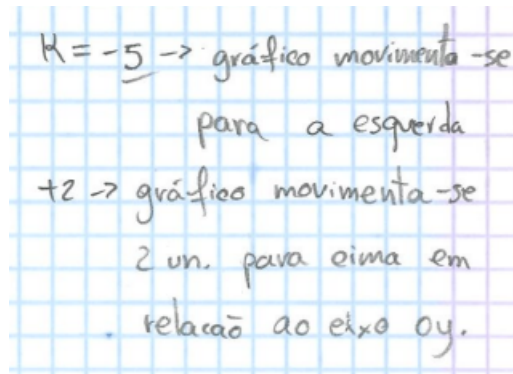 K = -5 -> gráfico movimenta-se
para a esquerda
+2 -> gráfico movimenta-se
2 un. para cima em
relacaõ ao eixo oy.